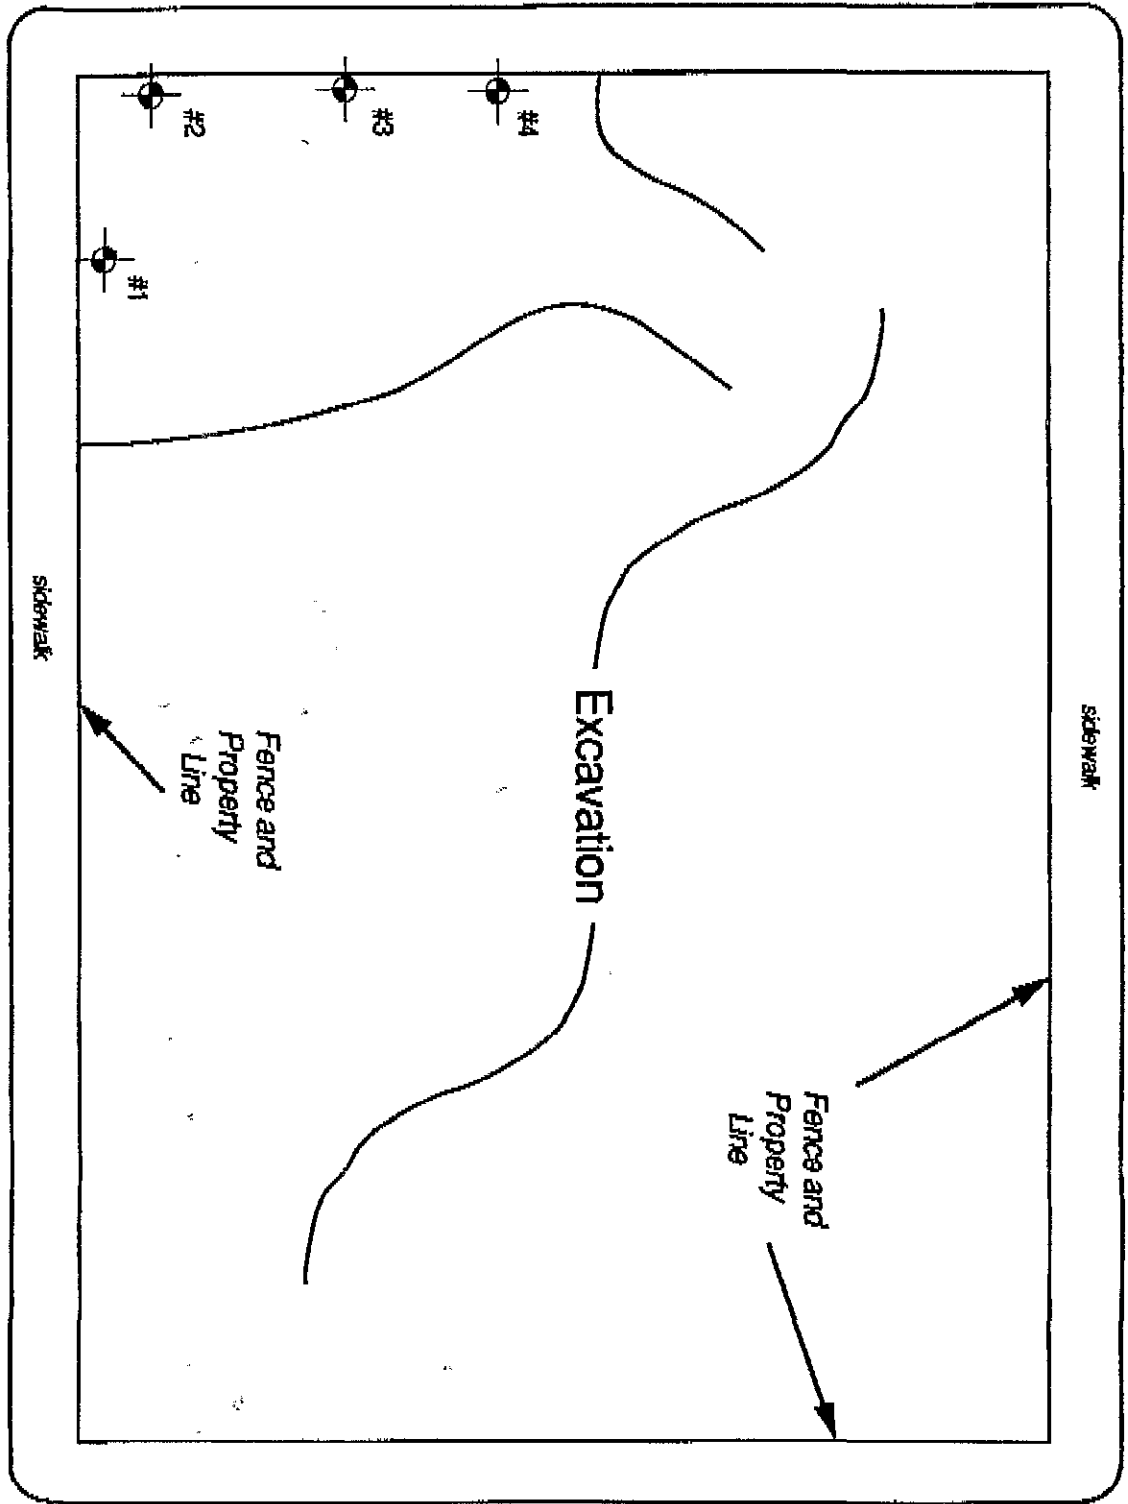 sidewalk
Fence and
Property
Line
Excavation
#4
#3
Fence and
Property
Line
#2
#1
sidewalk